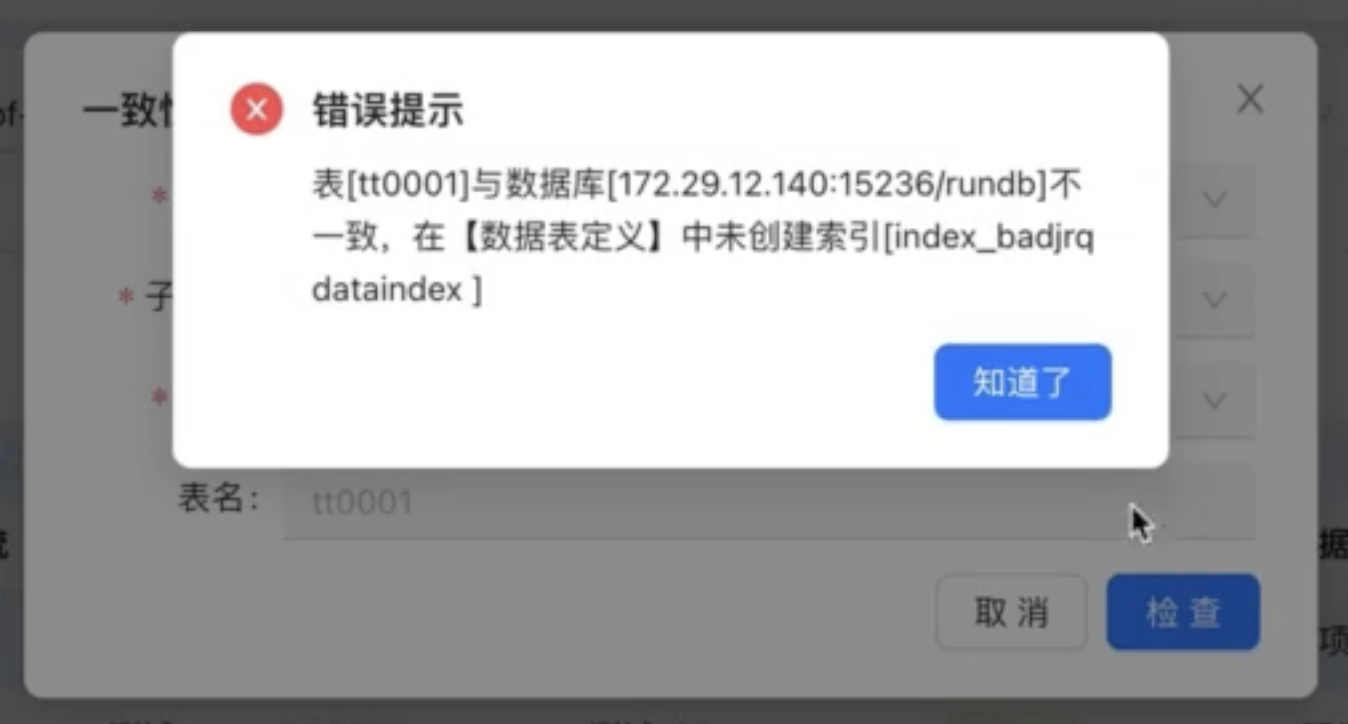 错误提示
表[tt0001]与数据库[172.29.12.140:15236/rundb]不
一致，在【数据表定义】中未创建索引[index_badjrq
dataindex ]
知道了
一致
* 子
表名：
tt0001
取 消
检 查
据
项